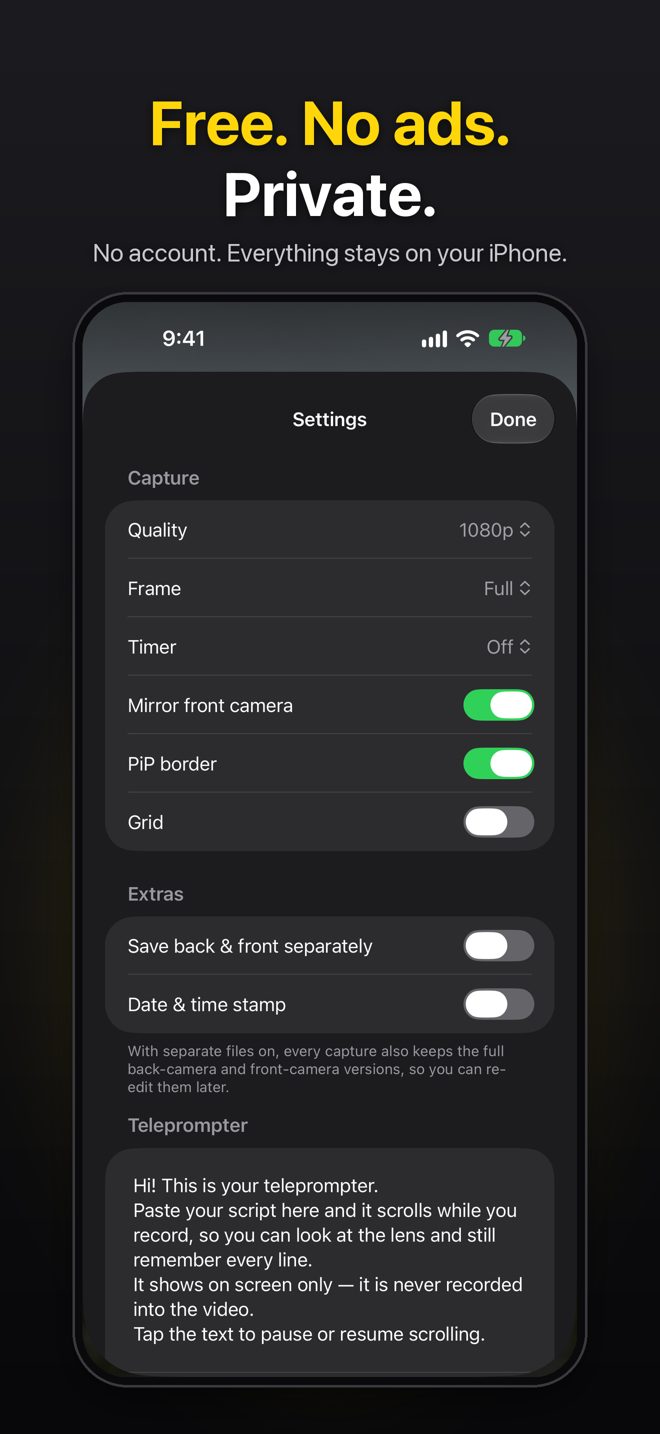 Free. No ads.
Private.
No account. Everything stays on your iPhone.
9:41
Settings
Done
Capture
Quality
1080p
Frame
Full
Timer
Off
Mirror front camera
PiP border
Grid
Extras
Save back & front separately
Date & time stamp
With separate files on, every capture also keeps the full
back-camera and front-camera versions, so you can re-
edit them later.
Teleprompter
Hi! This is your teleprompter.
Paste your script here and it scrolls while you
record, so you can look at the lens and still
remember every line.
It shows on screen only — it is never recorded
into the video.
Tap the text to pause or resume scrolling.